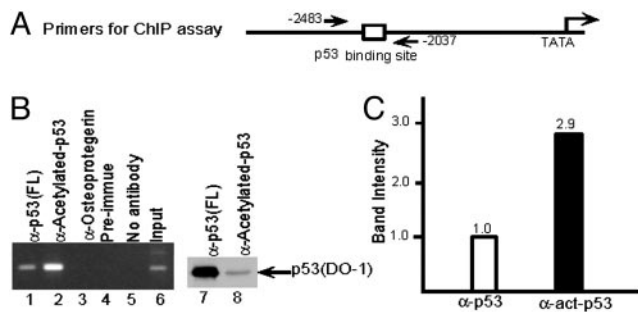 A Primers for ChIP assay
-2483
-2037
p53 binding site
TATA
B
α-p53(FL)
α-Acetylated-p53
α-Osteoprotegerin
Pre-immue
No antibody
Input
α-p53(FL)
α-Acetylated-p53
p53(DO-1)
1 2 3 4 5 6 7 8
C
Band Intensity
3.0
2.0
1.0
1.0
2.9
α-p53 α-act-p53